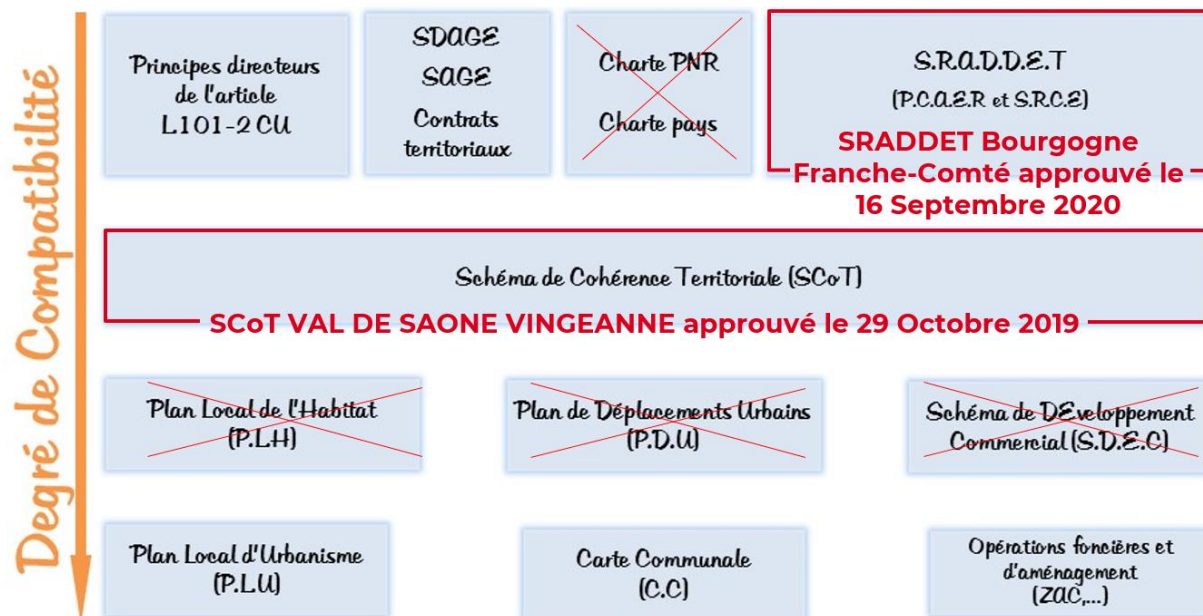 Degré de Compatibilité
Principes directeurs
de l'article
L101-2 CU
SDAGE
SAGE
Contrats
territoriaux
Charte PNR
Charte pays
S.R.A.D.D.E.T
(P.C.A.E.R et S.R.C.E)
SRADDET Bourgogne
Franche-Comté approuvé le
16 Septembre 2020
Schéma de Cohérence Territoriale (SCoT)
SCoT VAL DE SAONE VINGEANNE approuvé le 29 Octobre 2019
Plan Local de l'Habitat
(P.L.H)
Plan de Déplacements Urbains
(P.D.U)
Schéma de DEveloppement
Commercial (S.D.E.C)
Plan Local d'Urbanisme
(P.L.U)
Carte Communale
(C.C)
Opérations foncières et
d'aménagement
(ZAC,...)